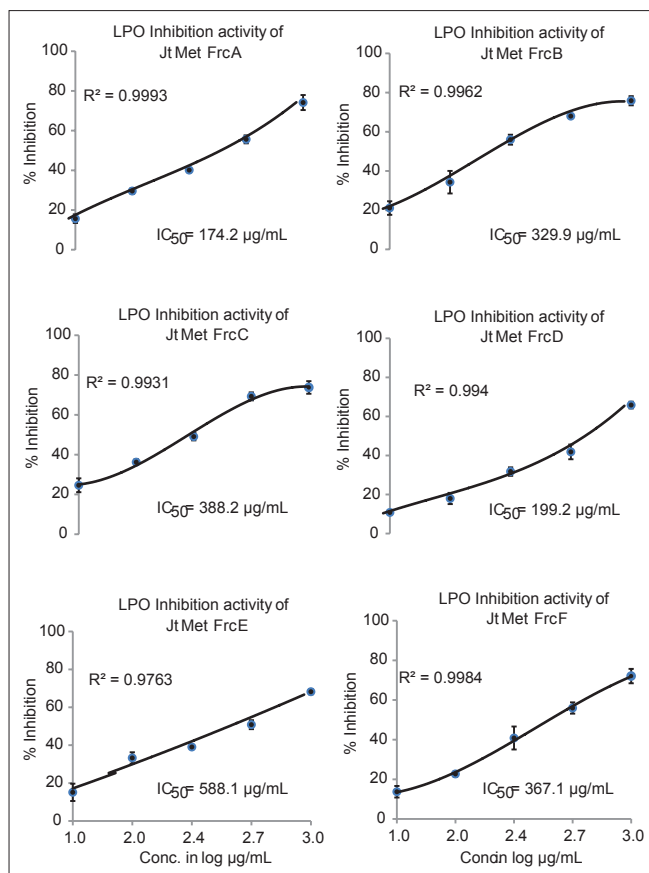 LPO Inhibition activity of
Jt Met FrcA
R² = 0.9993
% Inhibition
100
80
60
40
20
0
IC50= 174.2 µg/mL
LPO Inhibition activity of
Jt Met FrcB
R² = 0.9962
% Inhibition
100
80
60
40
20
0
IC50= 329.9 µg/mL
LPO Inhibition activity of
Jt Met FrcC
R² = 0.9931
% Inhibition
100
80
60
40
20
0
IC50= 388.2 µg/mL
LPO Inhibition activity of
Jt Met FrcD
R² = 0.994
% Inhibition
100
80
60
40
20
0
IC50= 199.2 µg/mL
LPO Inhibition activity of
Jt Met FrcE
R² = 0.9763
% Inhibition
100
80
60
40
20
0
IC50= 588.1 µg/mL
1.0 2.0 2.4 2.7 3.0
Conc. in log µg/mL
LPO Inhibition activity of
Jt Met FrcF
R² = 0.9984
% Inhibition
100
80
60
40
20
0
IC50= 367.1 µg/mL
1.0 2.0 2.4 2.7 3.0
Condin log µg/mL